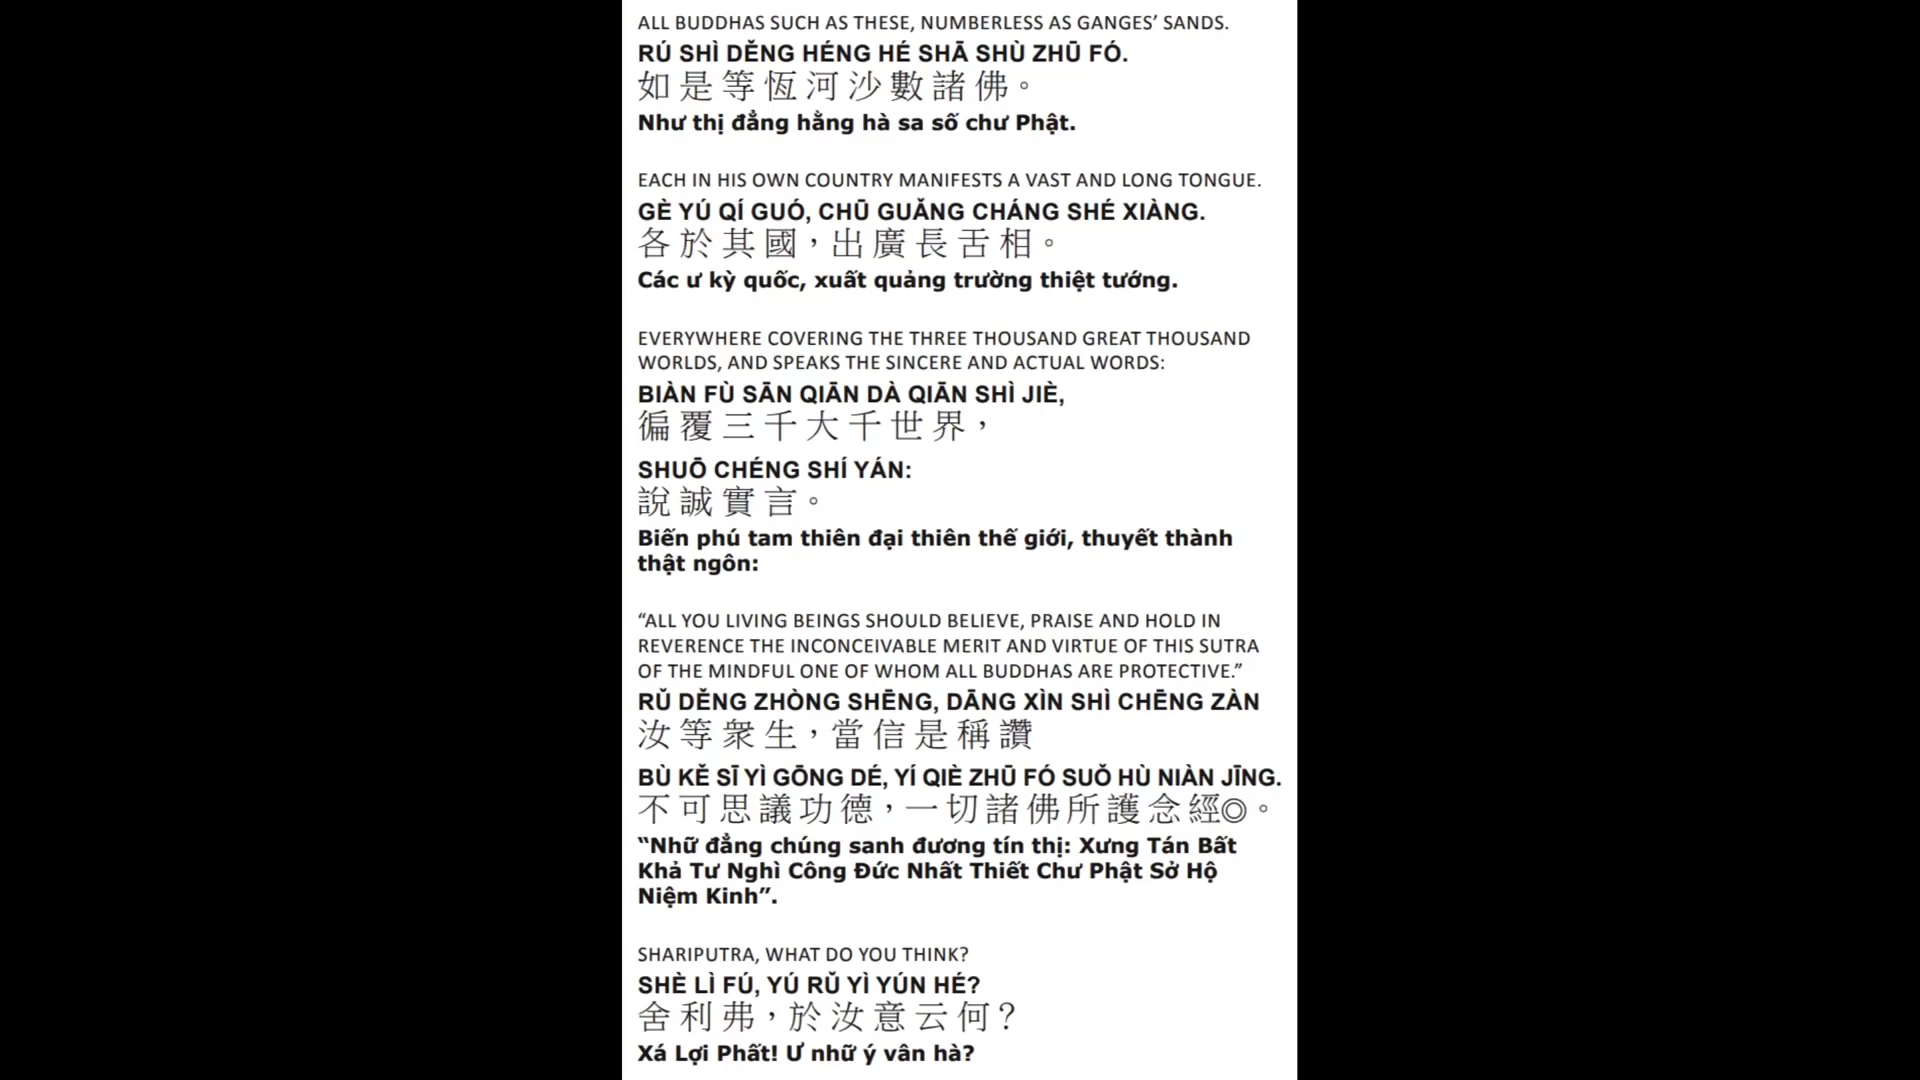 ALL BUDDHAS SUCH AS THESE, NUMBERLESS AS GANGES’ SANDS.
RÚ SHÌ DĚNG HÉNG HÉ SHĀ SHÙ ZHŪ FÓ.
如是等恆河沙數諸佛。
Như thị đẳng hằng hà sa số chư Phật.
EACH IN HIS OWN COUNTRY MANIFESTS A VAST AND LONG TONGUE.
GÈ YÚ QÍ GUÓ, CHŪ GUǍNG CHÁNG SHÉ XIÀNG.
各於其國，出廣長舌相。
Các ư kỳ quốc, xuất quảng trường thiệt tướng.
EVERYWHERE COVERING THE THREE THOUSAND GREAT THOUSAND
WORLDS, AND SPEAKS THE SINCERE AND ACTUAL WORDS:
BIÀN FÙ SĀN QIĀN DÀ QIĀN SHÌ JIÈ,
徧覆三千大千世界，
SHUŌ CHÉNG SHÍ YÁN:
說誠實言。
Biến phú tam thiên đại thiên thế giới, thuyết thành
thật ngôn:
“ALL YOU LIVING BEINGS SHOULD BELIEVE, PRAISE AND HOLD IN
REVERENCE THE INCONCEIVABLE MERIT AND VIRTUE OF THIS SUTRA
OF THE MINDFUL ONE OF WHOM ALL BUDDHAS ARE PROTECTIVE.”
RǓ DĚNG ZHÒNG SHĒNG, DĀNG XÌN SHÌ CHĒNG ZÀN
汝等衆生，當信是稱讚
BÙ KĚ SĪ YÌ GŌNG DÉ, YÍ QIÈ ZHŪ FÓ SUǑ HÙ NIÀN JĪNG.
不可思議功德，一切諸佛所護念經◎。
“Nhữ đẳng chúng sanh đương tín thị: Xưng Tán Bất
Khả Tư Nghì Công Đức Nhất Thiết Chư Phật Sở Hộ
Niệm Kinh”.
SHARIPUTRA, WHAT DO YOU THINK?
SHÈ LÌ FÚ, YÚ RǓ YÌ YÚN HÉ?
舍利弗，於汝意云何？
Xá Lợi Phất! Ư nhữ ý vân hà?